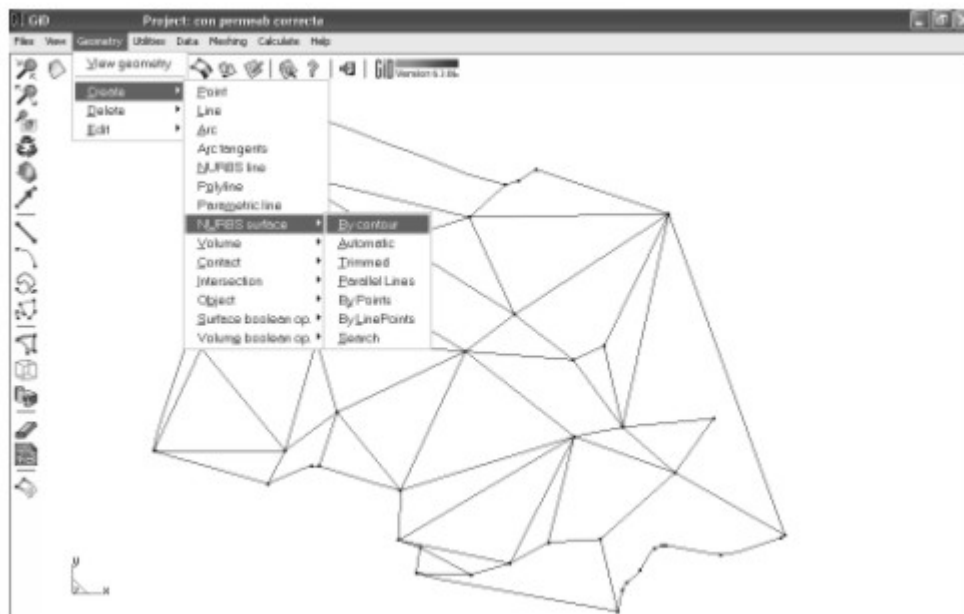 GiD Project: con permeab correcta
Files View Geometry Utilities Data Meshing Calculate Help
View geometry
Create
Delete
Edit
Point
Line
Arc
Arc tangents
NURBS line
Polyline
Parametric line
NURBS surface
Volume
Contact
Intersection
Object
Surface boolean op.
Volume boolean op.
By contour
Automatic
Trimmed
Parallel Lines
By Points
By LinePoints
Search
GiD Version
y
z x